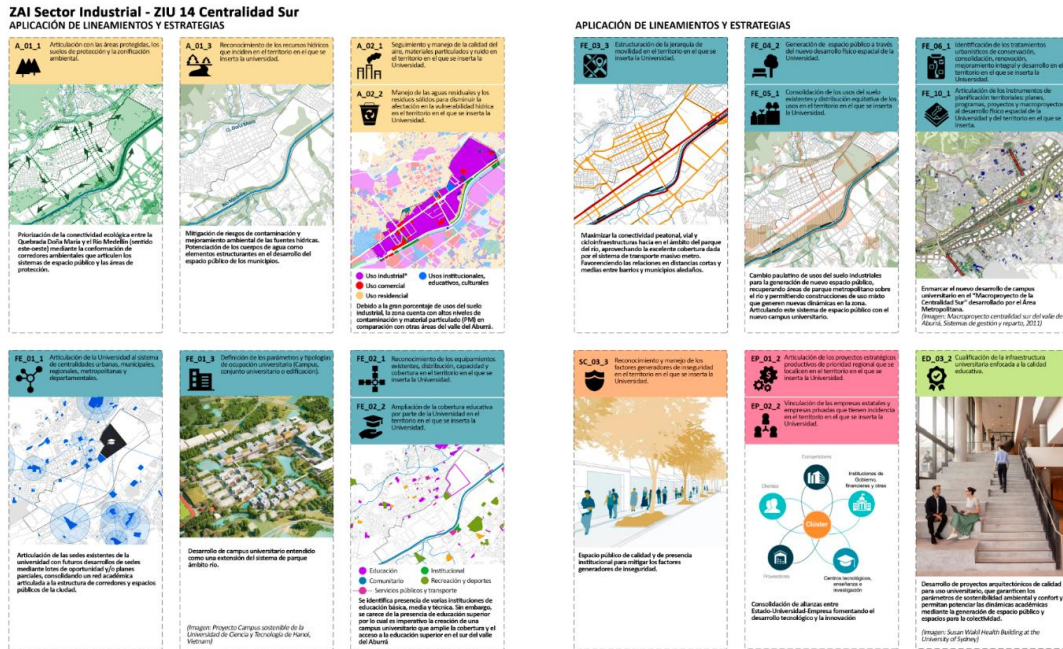 ZAI Sector Industrial - ZIU 14 Centralidad Sur
APLICACIÓN DE LINEAMIENTOS Y ESTRATEGIAS
A_01_1
Articulación con las áreas protegidas, los
suelos de protección y la zonificación
ambiental.
Priorización de la conectividad ecológica entre la
Quebrada Doña María y el Río Medellín (sentido
este-oeste) mediante la conformación de
corredores ambientales que articulen los
sistemas de espacio público y las áreas de
protección.
A_01_3
Reconocimiento de los recursos hídricos
que inciden en el territorio en el que se
inserta la universidad.
Mitigación de riesgos de contaminación y
mejoramiento ambiental de las fuentes hídricas.
Potenciación de los cuerpos de agua como
elementos estructurantes en el desarrollo del
espacio público de los municipios.
A_02_1
Seguimiento y manejo de la calidad del
aire, materiales particulados y ruido en
el territorio en el que se inserta la
Universidad.
A_02_2
Manejo de las aguas residuales y los
residuos sólidos para disminuir la
afectación en la vulnerabilidad hídrica
en el territorio en el que se inserta la
Universidad.
Uso industrial*
Uso comercial
Uso residencial
Usos institucionales,
educativos, culturales
Debido a la gran porcentaje de usos del suelo
industrial, la zona cuenta con altos niveles de
contaminación y material particulado (PM) en
comparación con otras áreas del valle del Aburrá.
FE_01_1
Articulación de la Universidad al sistema
de centralidades urbanas, municipales,
regionales, metropolitanas y
departamentales.
Articulación de las sedes existentes de la
universidad con futuros desarrollos de sedes
mediante lotes de oportunidad y/o planes
parciales, consolidando un red académica
articulada a la estructura de corredores y espacios
públicos de la ciudad.
FE_01_3
Definición de los parámetros y tipologías
de ocupación universitaria (Campus,
conjunto universitario o edificación).
Desarrollo de campus universitario entendido
como una extensión del sistema de parque
ámbito río.
(Imagen: Proyecto Campus sostenible de la
Universidad de Ciencia y Tecnología de Hanoi,
Vietnam)
FE_02_1
Reconocimiento de los equipamientos
existentes, distribución, capacidad y
cobertura en el territorio en el que se
inserta la Universidad.
FE_02_2
Ampliación de la cobertura educativa
por parte de la Universidad en el
territorio en el que se inserta la
Universidad.
Educación
Comunitario
Servicios públicos y transporte
Institucional
Recreación y deportes
Se identifica presencia de varias instituciones de
educación básica, media y técnica. Sin embargo,
se carece de la presencia de educación superior
por lo cual es imperativo la creación de una
campus universitario que amplíe la cobertura y el
acceso a la educación superior en el sur del valle
del Aburrá
APLICACIÓN DE LINEAMIENTOS Y ESTRATEGIAS
FE_03_3
Estructuración de la jerarquía de
movilidad en el territorio en el que se
inserta la Universidad.
Maximizar la conectividad peatonal, vial y
cicloinfraestructuras hacia en el ámbito del parque
del río, aprovechando la excelente cobertura dada
por el sistema de transporte masivo metro.
Favoreciendo las relaciones en distancias cortas y
medias entre barrios y municipios aledaños.
FE_04_2
Generación de espacio público a través
del nuevo desarrollo físico-espacial de la
Universidad.
FE_05_1
Consolidación de los usos del suelo
existentes y distribución equitativa de los
usos en el territorio en el que se inserta
la Universidad.
Cambio paulatino de usos del suelo industriales
para la generación de nuevo espacio público,
recuperando áreas de parque metropolitano sobre
el río y permitiendo construcciones de uso mixto
que generen nuevas dinámicas en la zona.
Articulando este sistema de espacio público con el
nuevo campus universitario.
FE_06_1
Identificación de los tratamientos
urbanísticos de conservación,
consolidación, renovación,
mejoramiento integral y desarrollo en el
territorio en el que se inserta la
Universidad.
FE_10_1
Articulación de los instrumentos de
planificación territoriales; planes,
programas, proyectos y macroproyectos
al desarrollo físico espacial de la
Universidad y del territorio en el que se
inserta.
Enmarcar el nuevo desarrollo de campus
universitario en el "Macroproyecto de la
Centralidad Sur" desarrollado por el Área
Metropolitana.
(Imagen: Macroproyecto centralidad sur del valle de
Aburrá, Sistemas de gestión y reparto, 2011)
SC_03_3
Reconocimiento y manejo de los
factores generadores de inseguridad
en el territorio en el que se inserta la
Universidad.
Espacio público de calidad y de presencia
institucional para mitigar los factores
generadores de inseguridad.
EP_01_2
Articulación de los proyectos estratégicos
productivos de prioridad regional que se
localicen en el territorio en el que se
inserta la Universidad.
EP_02_2
Vinculación de las empresas estatales y
empresas privadas que tienen incidencia
en el territorio en el que se inserta la
Universidad.
Competidores
Clientes
Instituciones de
Gobierno,
financieras y otras
Clúster
Proveedores
Centros tecnológicos,
enseñanza e
investigación
Consolidación de alianzas entre
Estado-Universidad-Empresa fomentando el
desarrollo tecnológico y la innovación
ED_03_2
Cualificación de la infraestructura
universitaria enfocada a la calidad
educativa.
Desarrollo de proyectos arquitectónicos de calidad
para uso universitario, que garanticen los
parámetros de sostenibilidad ambiental y confort y
permitan potenciar las dinámicas académicas
mediante la generación de espacio público y
espacios para la colectividad.
(Imagen: Susan Wakil Health Building at the
University of Sydney)